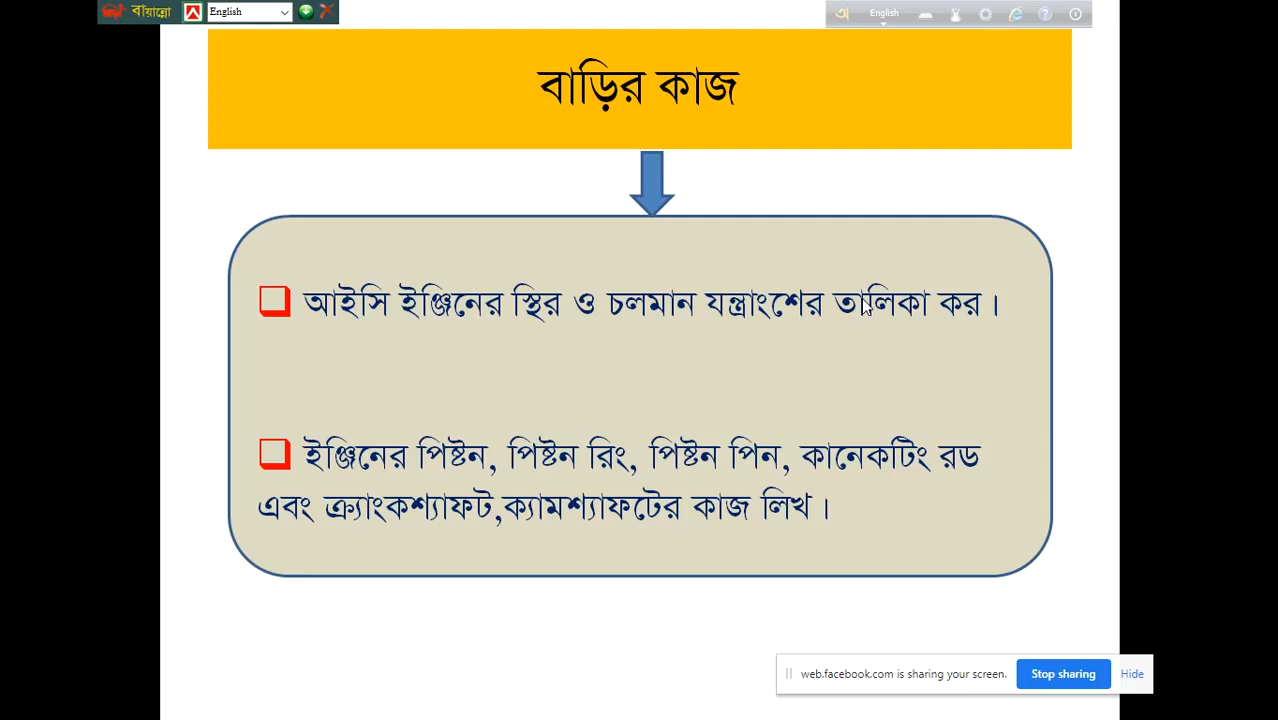 বায়ান্নো English
English
বাড়ির কাজ
আইসি ইঞ্জিনের স্থির ও চলমান যন্ত্রাংশের তালিকা কর ।
ইঞ্জিনের পিষ্টন, পিষ্টন রিং, পিষ্টন পিন, কানেকটিং রড
এবং ক্র্যাংকশ্যাফট,ক্যামশ্যাফটের কাজ লিখ ।
web.facebook.com is sharing your screen. Stop sharing Hide